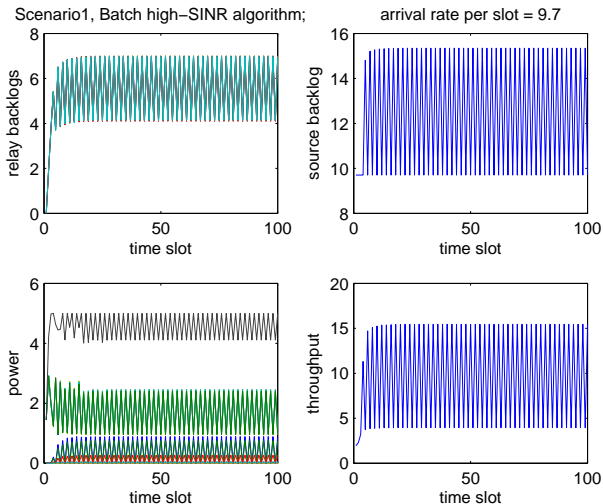 Scenario1, Batch high-SINR algorithm; arrival rate per slot = 9.7
8
6
4
2
0
relay backlogs
0 50 100
time slot
16
14
12
10
8
source backlog
0 50 100
time slot
6
4
2
0
power
0 50 100
time slot
20
15
10
5
0
throughput
0 50 100
time slot